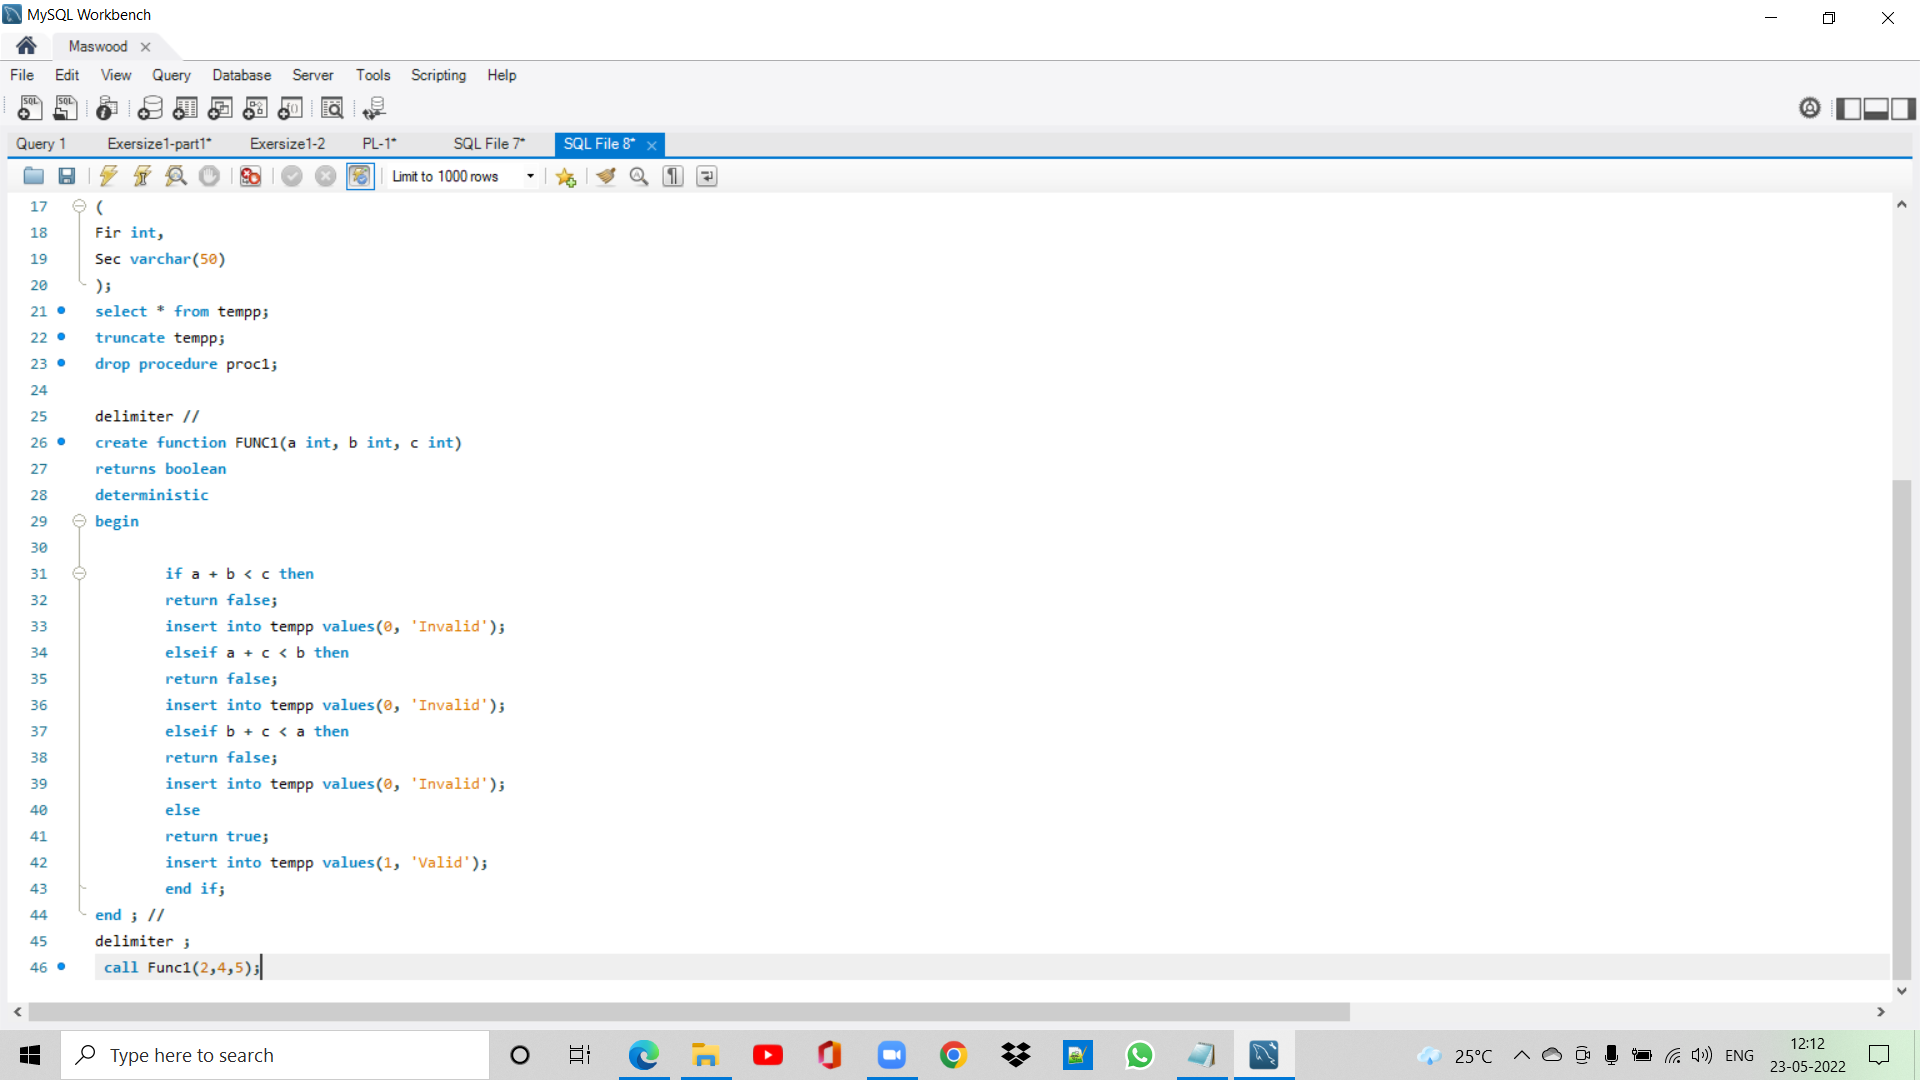 MySQL Workbench
Maswood
File Edit View Query Database Server Tools Scripting Help
Query 1 Exersize1-part1* Exersize1-2 PL-1* SQL File 7* SQL File 8*
Limit to 1000 rows
17 (
18 Fir int,
19 Sec varchar(50)
20 );
21 select * from tempp;
22 truncate tempp;
23 drop procedure proc1;
24
25 delimiter //
26 create function FUNC1(a int, b int, c int)
27 returns boolean
28 deterministic
29 begin
30
31 if a + b < c then
32 return false;
33 insert into tempp values(0, 'Invalid');
34 elseif a + c < b then
35 return false;
36 insert into tempp values(0, 'Invalid');
37 elseif b + c < a then
38 return false;
39 insert into tempp values(0, 'Invalid');
40 else
41 return true;
42 insert into tempp values(1, 'Valid');
43 end if;
44 end ; //
45 delimiter ;
46 call Func1(2,4,5);
Type here to search
25°C
ENG
12:12
23-05-2022